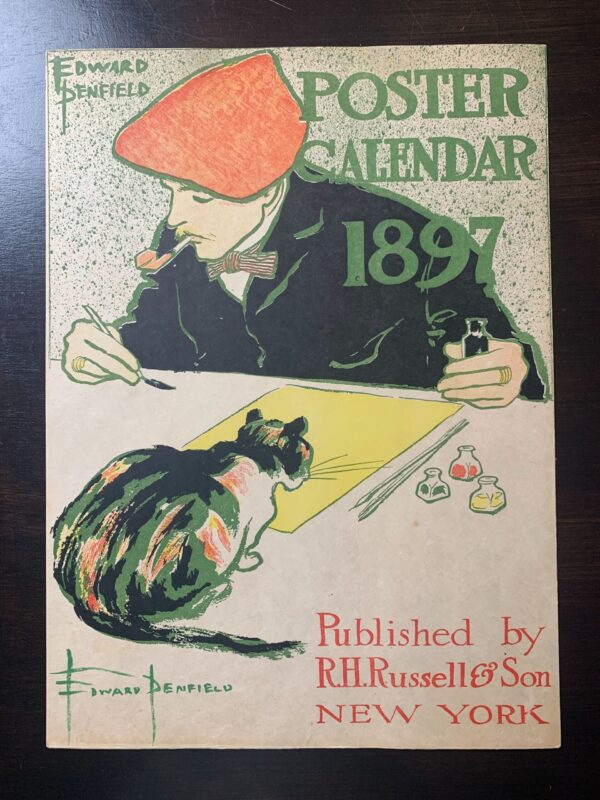 EDWARD
PENFIELD
POSTER
CALENDAR
1897
EDWARD PENFIELD
Published by
R.H.Russell & Son
NEW YORK